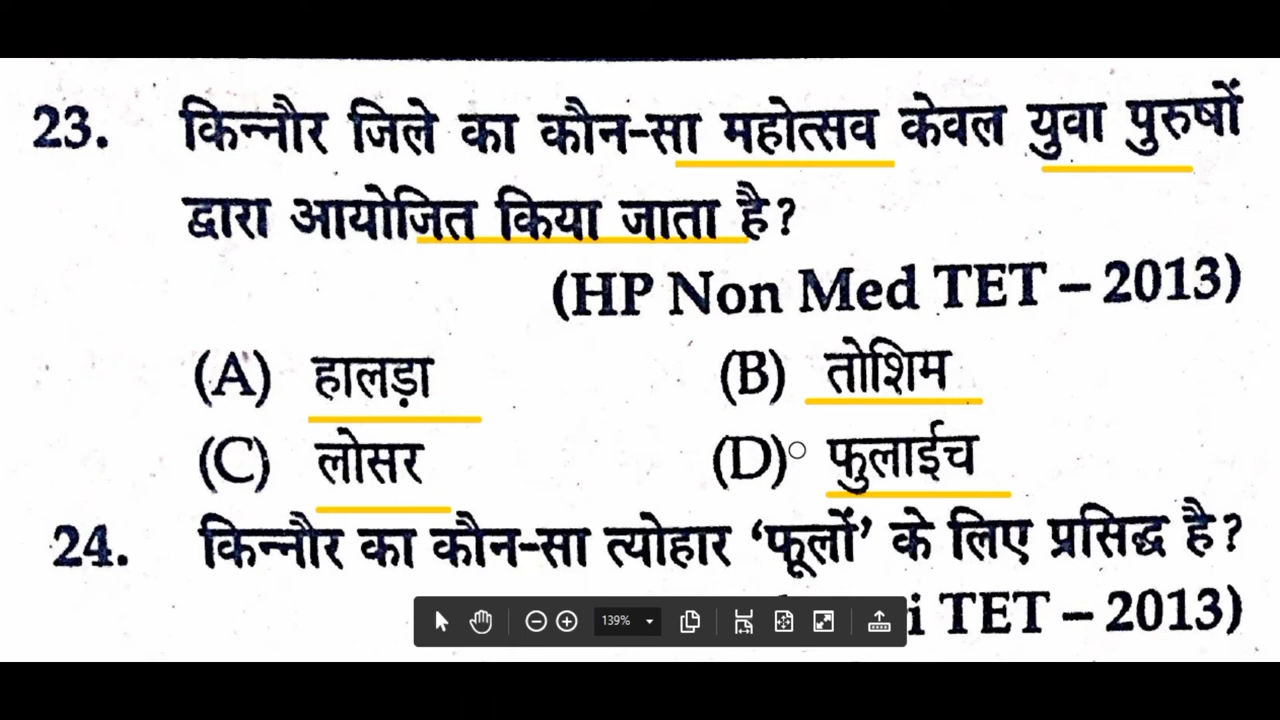 23. किन्नौर जिले का कौन-सा महोत्सव केवल युवा पुरुषों
द्वारा आयोजित किया जाता है?
(HP Non Med TET – 2013)
(A) हालड़ा (B) तोशिम
(C) लोसर (D) फुलाईच
24. किन्नौर का कौन-सा त्योहार ‘फूलों’ के लिए प्रसिद्ध है?
TET – 2013)
139%